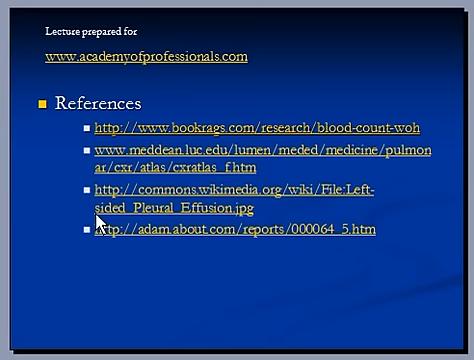 Lecture prepared for
www.academyofprofessionals.com
References
http://www.bookrags.com/research/blood-count-woh
www.meddean.luc.edu/lumen/meded/medicine/pulmon
ar/cxr/atlas/cxratlas_f.htm
http://commons.wikimedia.org/wiki/File:Left-
sided_Pleural_Effusion.jpg
http://adam.about.com/reports/000064_5.htm